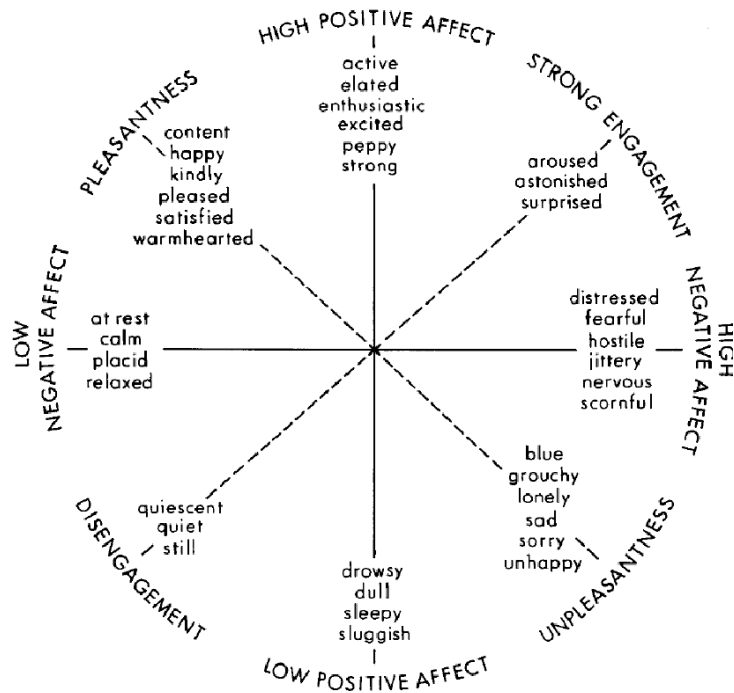 HIGH POSITIVE AFFECT
active
elated
enthusiastic
excited
peppy
strong
STRONG ENGAGEMENT
aroused
astonished
surprised
HIGH
NEGATIVE AFFECT
distressed
fearful
hostile
jittery
nervous
scornful
UNPLEASANTNESS
blue
grouchy
lonely
sad
sorry
unhappy
LOW POSITIVE AFFECT
drowsy
dull
sleepy
sluggish
DISENGAGEMENT
quiescent
quiet
still
LOW
NEGATIVE AFFECT
at rest
calm
placid
relaxed
PLEASANTNESS
content
happy
kindly
pleased
satisfied
warmhearted